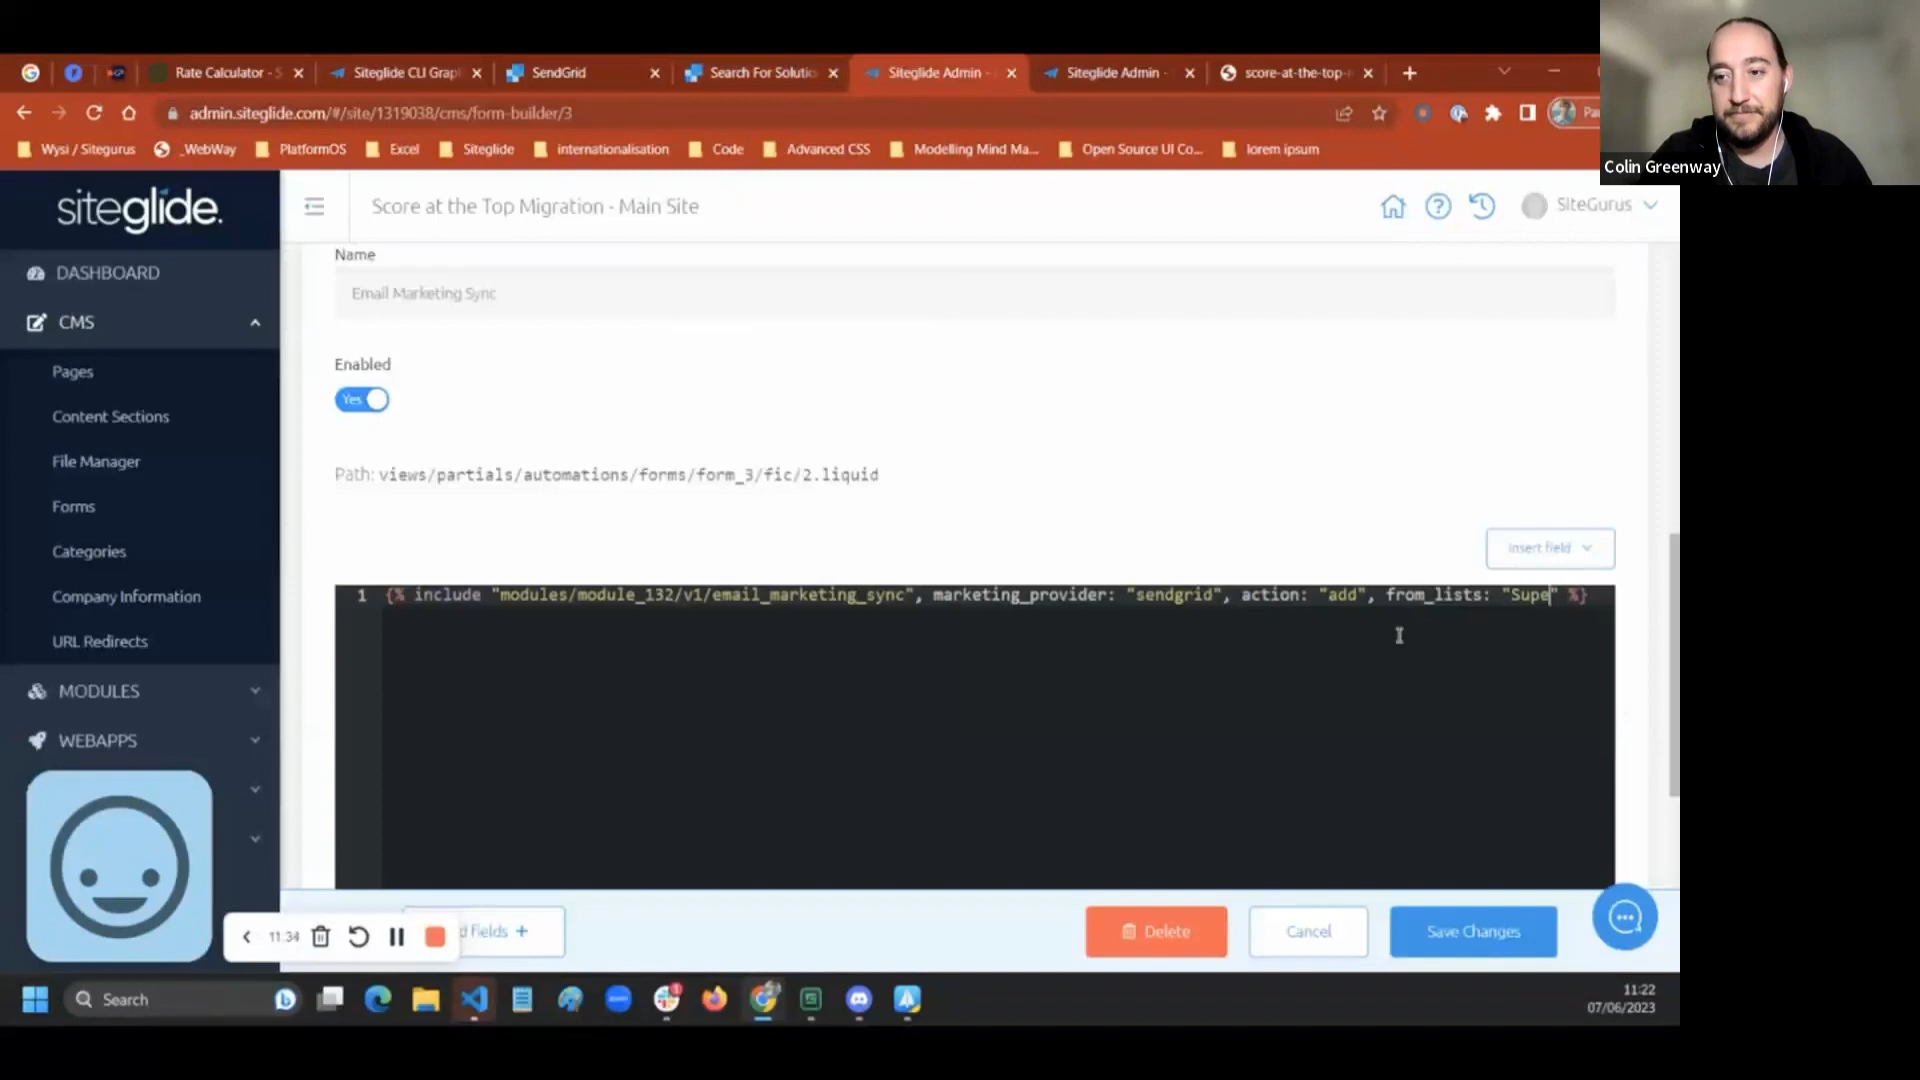 Rate Calculator - S
Siteglide CLI Grap
SendGrid
Search For Solutio
Siteglide Admin -
Siteglide Admin -
score-at-the-top-
admin.siteglide.com/#/site/1319038/cms/form-builder/3
Pau
Wysi / Sitegurus
_WebWay
PlatformOS
Excel
Siteglide
internationalisation
Code
Advanced CSS
Modelling Mind Ma...
Open Source UI Co...
lorem ipsum
Colin Greenway
siteglide.
Score at the Top Migration - Main Site
SiteGurus
DASHBOARD
CMS
Pages
Content Sections
File Manager
Forms
Categories
Company Information
URL Redirects
MODULES
WEBAPPS
Name
Email Marketing Sync
Enabled
Yes
Path: views/partials/automations/forms/form_3/fic/2.liquid
Insert field
1 {% include "modules/module_132/v1/email_marketing_sync", marketing_provider: "sendgrid", action: "add", from_lists: "Supe" %}
11:34
d Fields +
Delete
Cancel
Save Changes
Search
11:22
07/06/2023